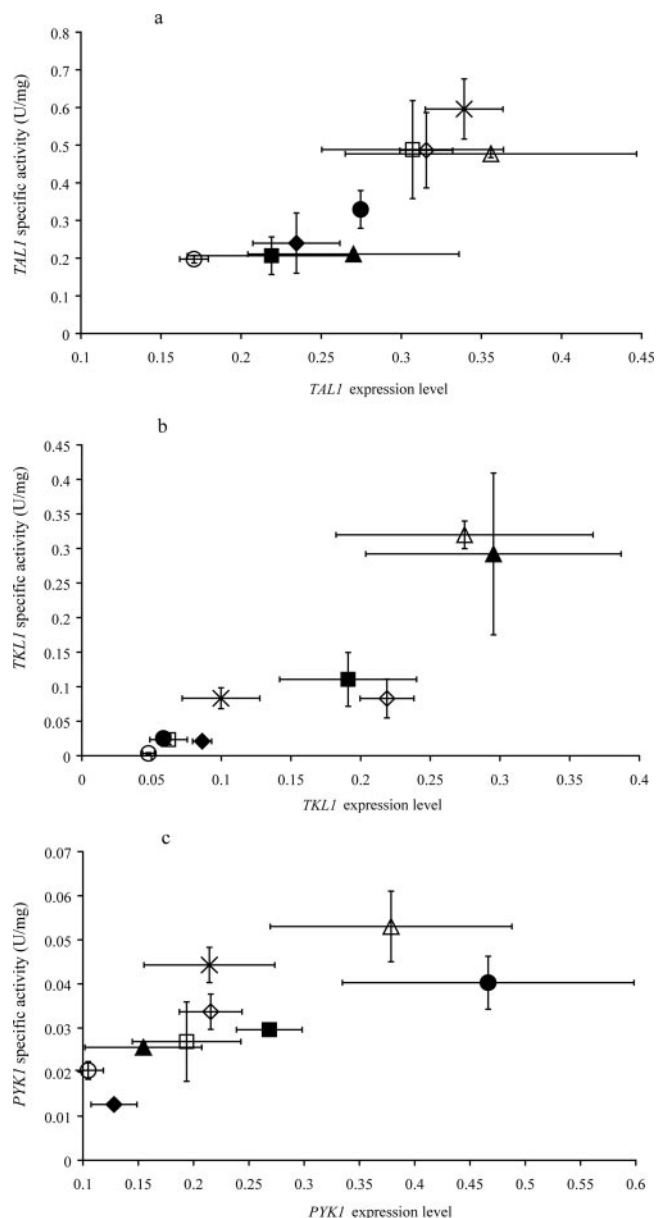 a
0.8
0.7
0.6
0.5
0.4
0.3
0.2
0.1
0
TAL1 specific activity (U/mg)
0.1 0.15 0.2 0.25 0.3 0.35 0.4 0.45
TAL1 expression level
b
0.45
0.4
0.35
0.3
0.25
0.2
0.15
0.1
0.05
0
TKL1 specific activity (U/mg)
0 0.05 0.1 0.15 0.2 0.25 0.3 0.35 0.4
TKL1 expression level
c
0.07
0.06
0.05
0.04
0.03
0.02
0.01
0
PYK1 specific activity (U/mg)
0.1 0.15 0.2 0.25 0.3 0.35 0.4 0.45 0.5 0.55 0.6
PYK1 expression level